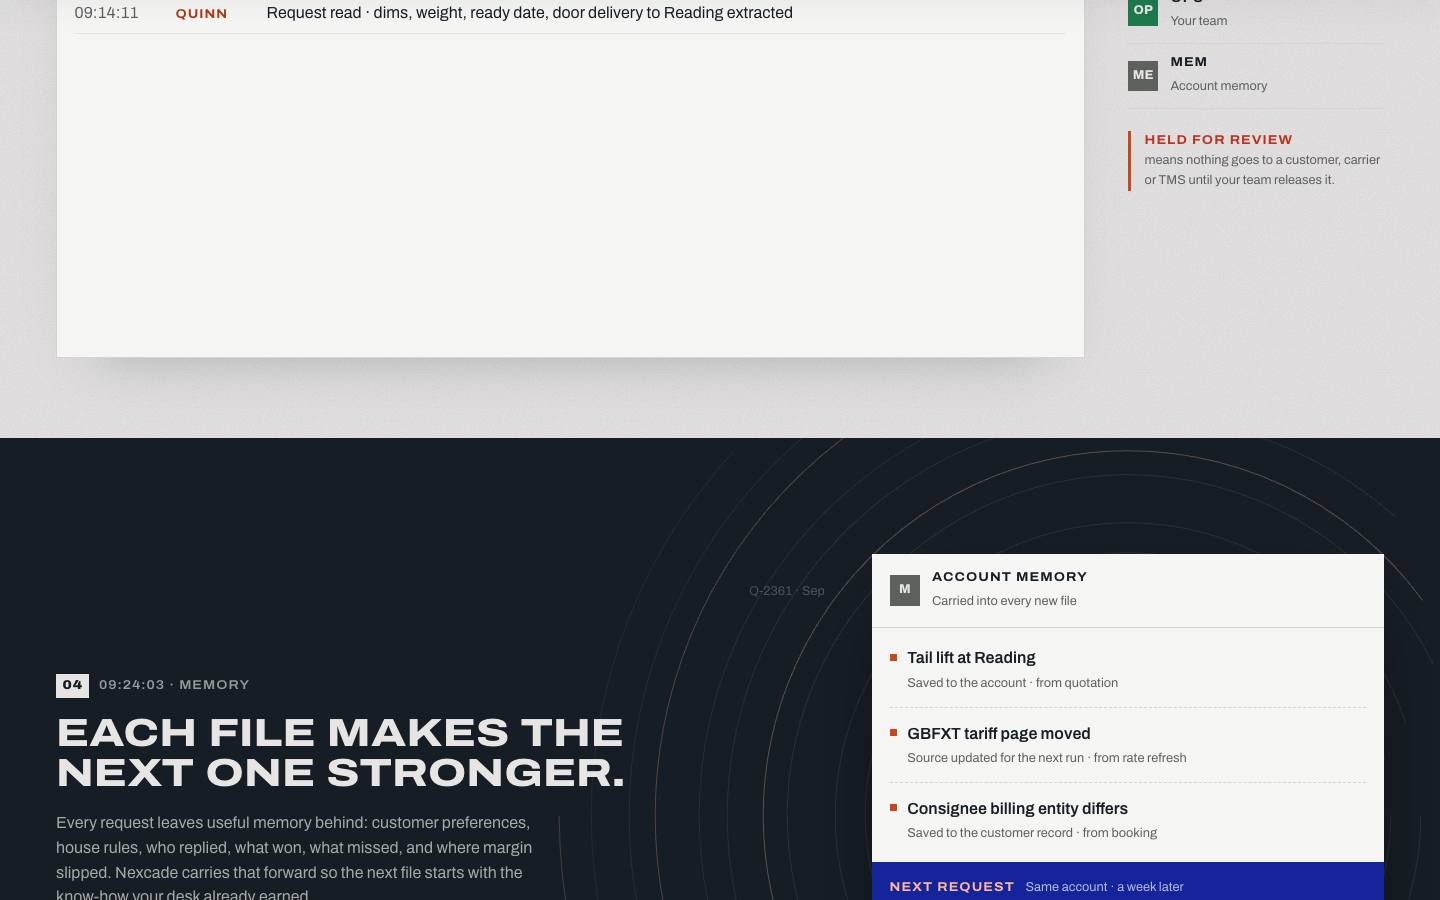 09:14:11 QUINN Request read · dims, weight, ready date, door delivery to Reading extracted
OP
Your team
ME
MEM
Account memory
HELD FOR REVIEW
means nothing goes to a customer, carrier
or TMS until your team releases it.
Q-2361 · Sep
04 09:24:03 · MEMORY
EACH FILE MAKES THE
NEXT ONE STRONGER.
Every request leaves useful memory behind: customer preferences,
house rules, who replied, what won, what missed, and where margin
slipped. Nexcade carries that forward so the next file starts with the
know-how your desk already earned.
M
ACCOUNT MEMORY
Carried into every new file
Tail lift at Reading
Saved to the account · from quotation
GBFXT tariff page moved
Source updated for the next run · from rate refresh
Consignee billing entity differs
Saved to the customer record · from booking
NEXT REQUEST Same account · a week later